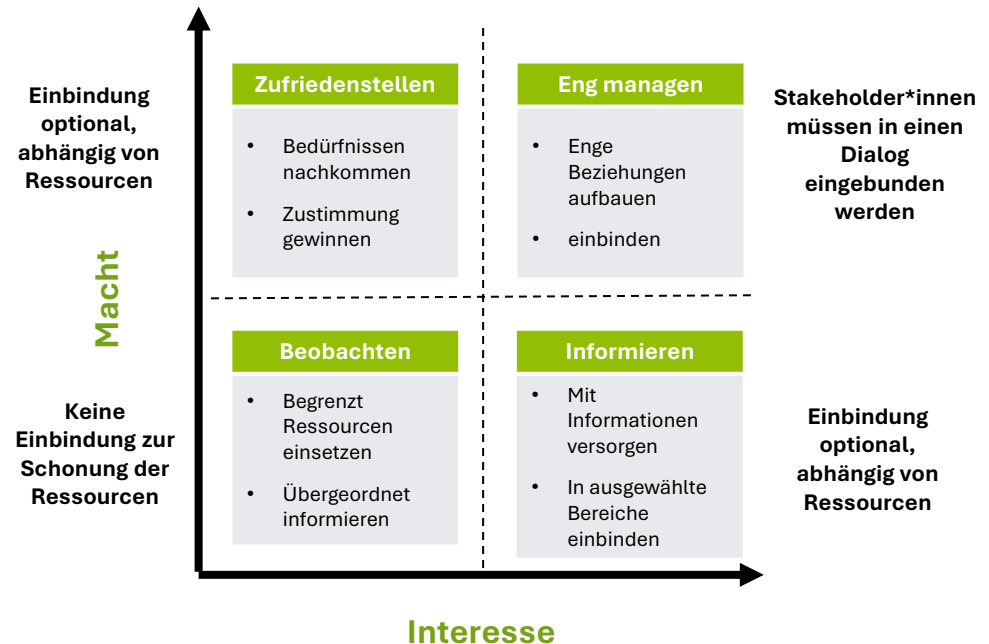 Einbindung
optional,
abhängig von
Ressourcen
Zufriedenstellen
• Bedürfnissen
nachkommen
• Zustimmung
gewinnen
Eng managen
• Enge
Beziehungen
aufbauen
• einbinden
Stakeholder*innen
müssen in einen
Dialog
eingebunden
werden
Macht
Keine
Einbindung zur
Schonung der
Ressourcen
Beobachten
• Begrenzt
Ressourcen
einsetzen
• Übergeordnet
informieren
Informieren
• Mit
Informationen
versorgen
• In ausgewählte
Bereiche
einbinden
Einbindung
optional,
abhängig von
Ressourcen
Interesse